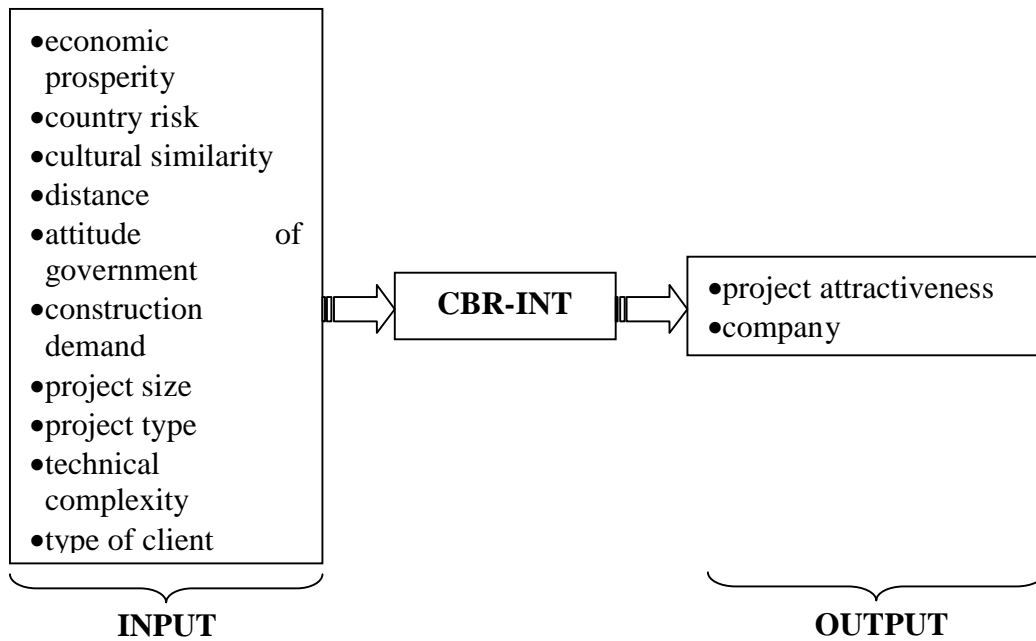 •economic
prosperity
•country risk
•cultural similarity
•distance
•attitude of
government
•construction
demand
•project size
•project type
•technical
complexity
•type of client
INPUT
CBR-INT
•project attractiveness
•company
OUTPUT